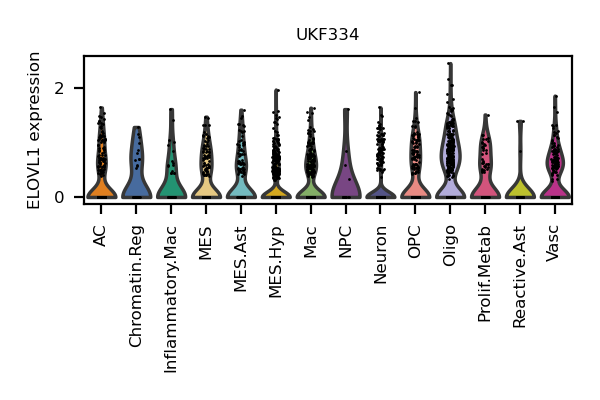 UKF334
ELOVL1 expression
2
0
AC
Chromatin.Reg
Inflammatory.Mac
MES
MES.Ast
MES.Hyp
Mac
NPC
Neuron
OPC
Oligo
Prolif.Metab
Reactive.Ast
Vasc